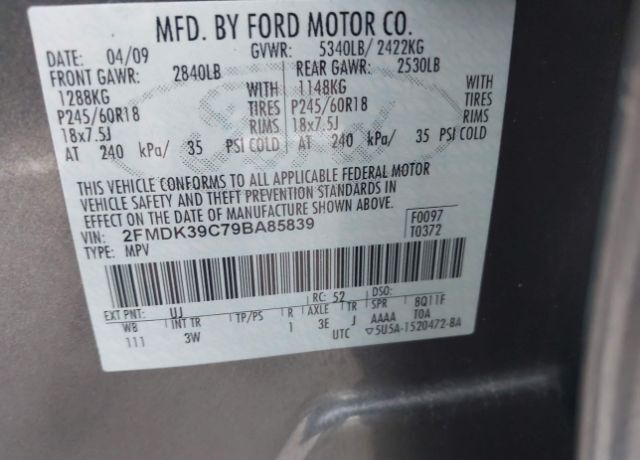 MFD. BY FORD MOTOR CO.
DATE: 04/09 GVWR: 5340LB/ 2422KG
FRONT GAWR: 2840LB REAR GAWR: 2530LB
1288KG WITH 1148KG WITH
P245/60R18 TIRES P245/60R18 TIRES
18x7.5J RIMS 18x7.5J RIMS
AT 240 kPa/ 35 PSI COLD AT 240 kPa/ 35 PSI COLD
THIS VEHICLE CONFORMS TO ALL APPLICABLE FEDERAL MOTOR
VEHICLE SAFETY AND THEFT PREVENTION STANDARDS IN
EFFECT ON THE DATE OF MANUFACTURE SHOWN ABOVE.
VIN: 2FMDK39C79BA85839 F0097
TYPE: MPV T0372
EXT PNT: UJ RC: 52 DSO:
WB INT TR TP/PS R AXLE TR SPR 8Q11F
111 3W 1 3E J AAAA T0A
UTC 5U5A-1520472-BA